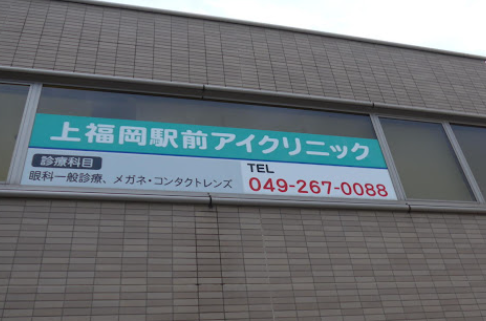 上福岡駅前アイクリニック
診療科目
眼科一般診療、メガネ・コンタクトレンズ
TEL
049-267-0088